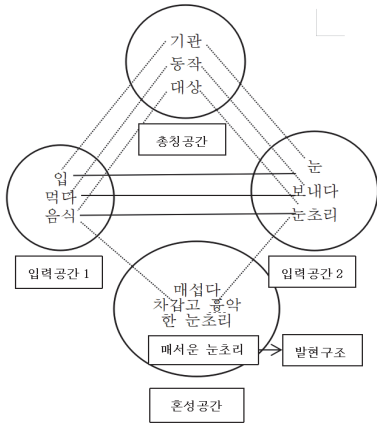 기관
동작
대상
총칭공간
입
먹다
음식
눈
보내다
눈초리
입력공간 1
입력공간 2
매섭다
차갑고 흉악
한 눈초리
매서운 눈초리
발현구조
혼성공간